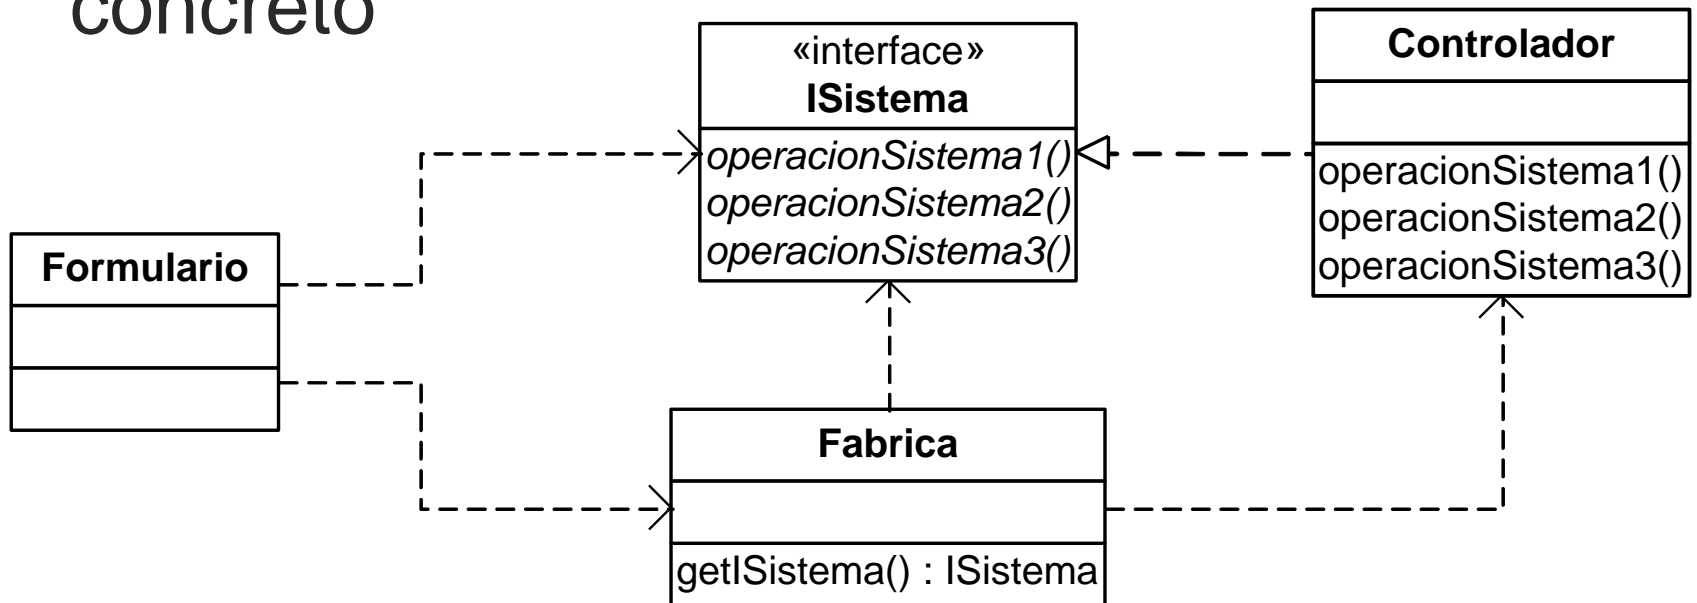 concreto
«interface»
ISistema
operacionSistema1()
operacionSistema2()
operacionSistema3()
Controlador
operacionSistema1()
operacionSistema2()
operacionSistema3()
Formulario
Fabrica
getISistema() : ISistema